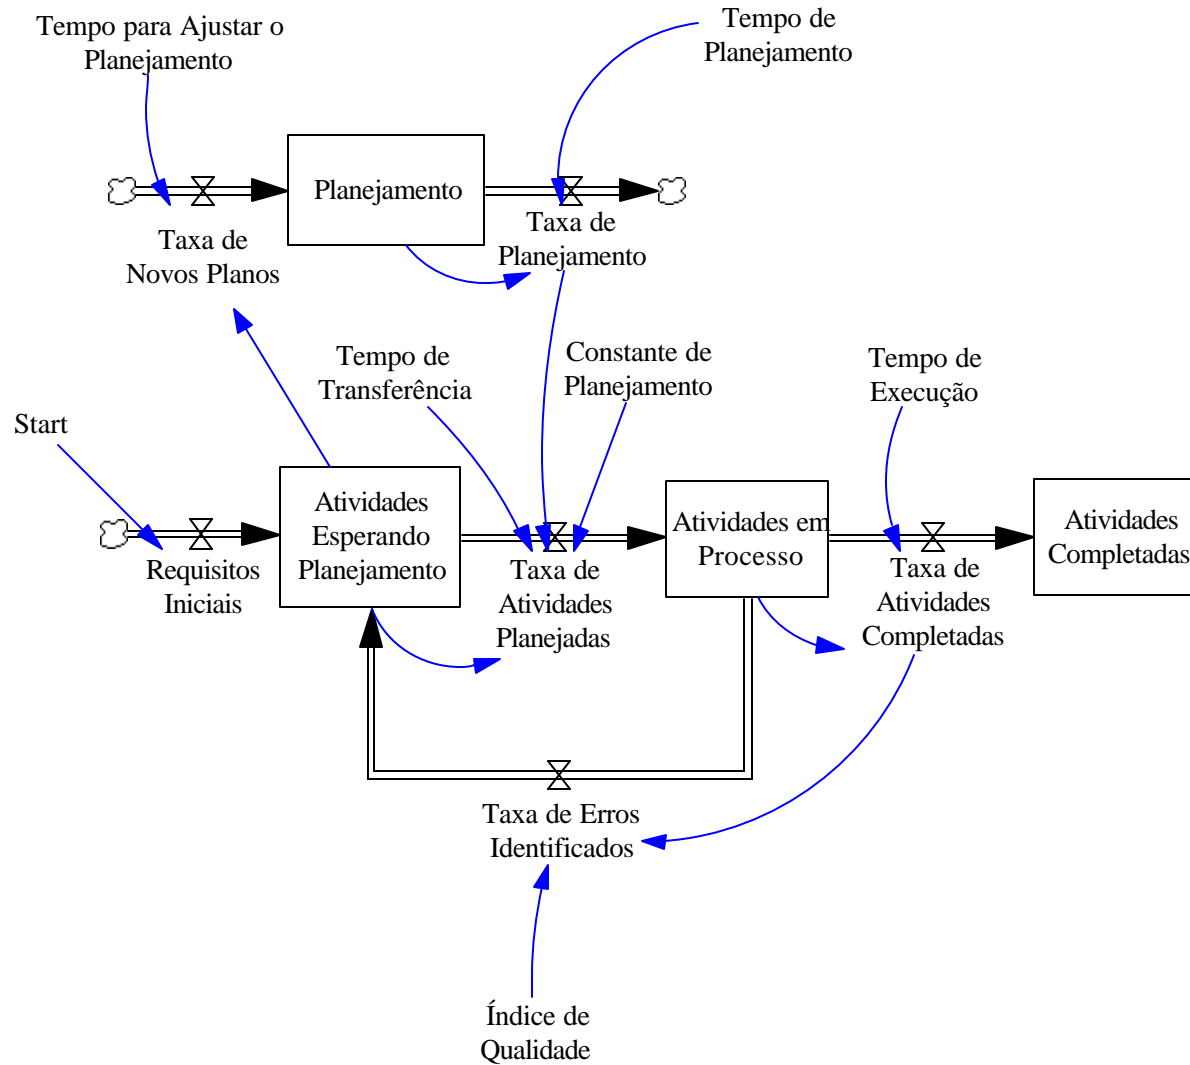 Tempo para Ajustar o
Planejamento
Tempo de
Planejamento
Planejamento
Taxa de
Novos Planos
Taxa de
Planejamento
Tempo de
Transferência
Constante de
Planejamento
Tempo de
Execução
Start
Atividades
Esperando
Planejamento
Atividades em
Processo
Atividades
Completadas
Requisitos
Iniciais
Taxa de
Atividades
Planejadas
Taxa de
Atividades
Completadas
Taxa de Erros
Identificados
Índice de
Qualidade